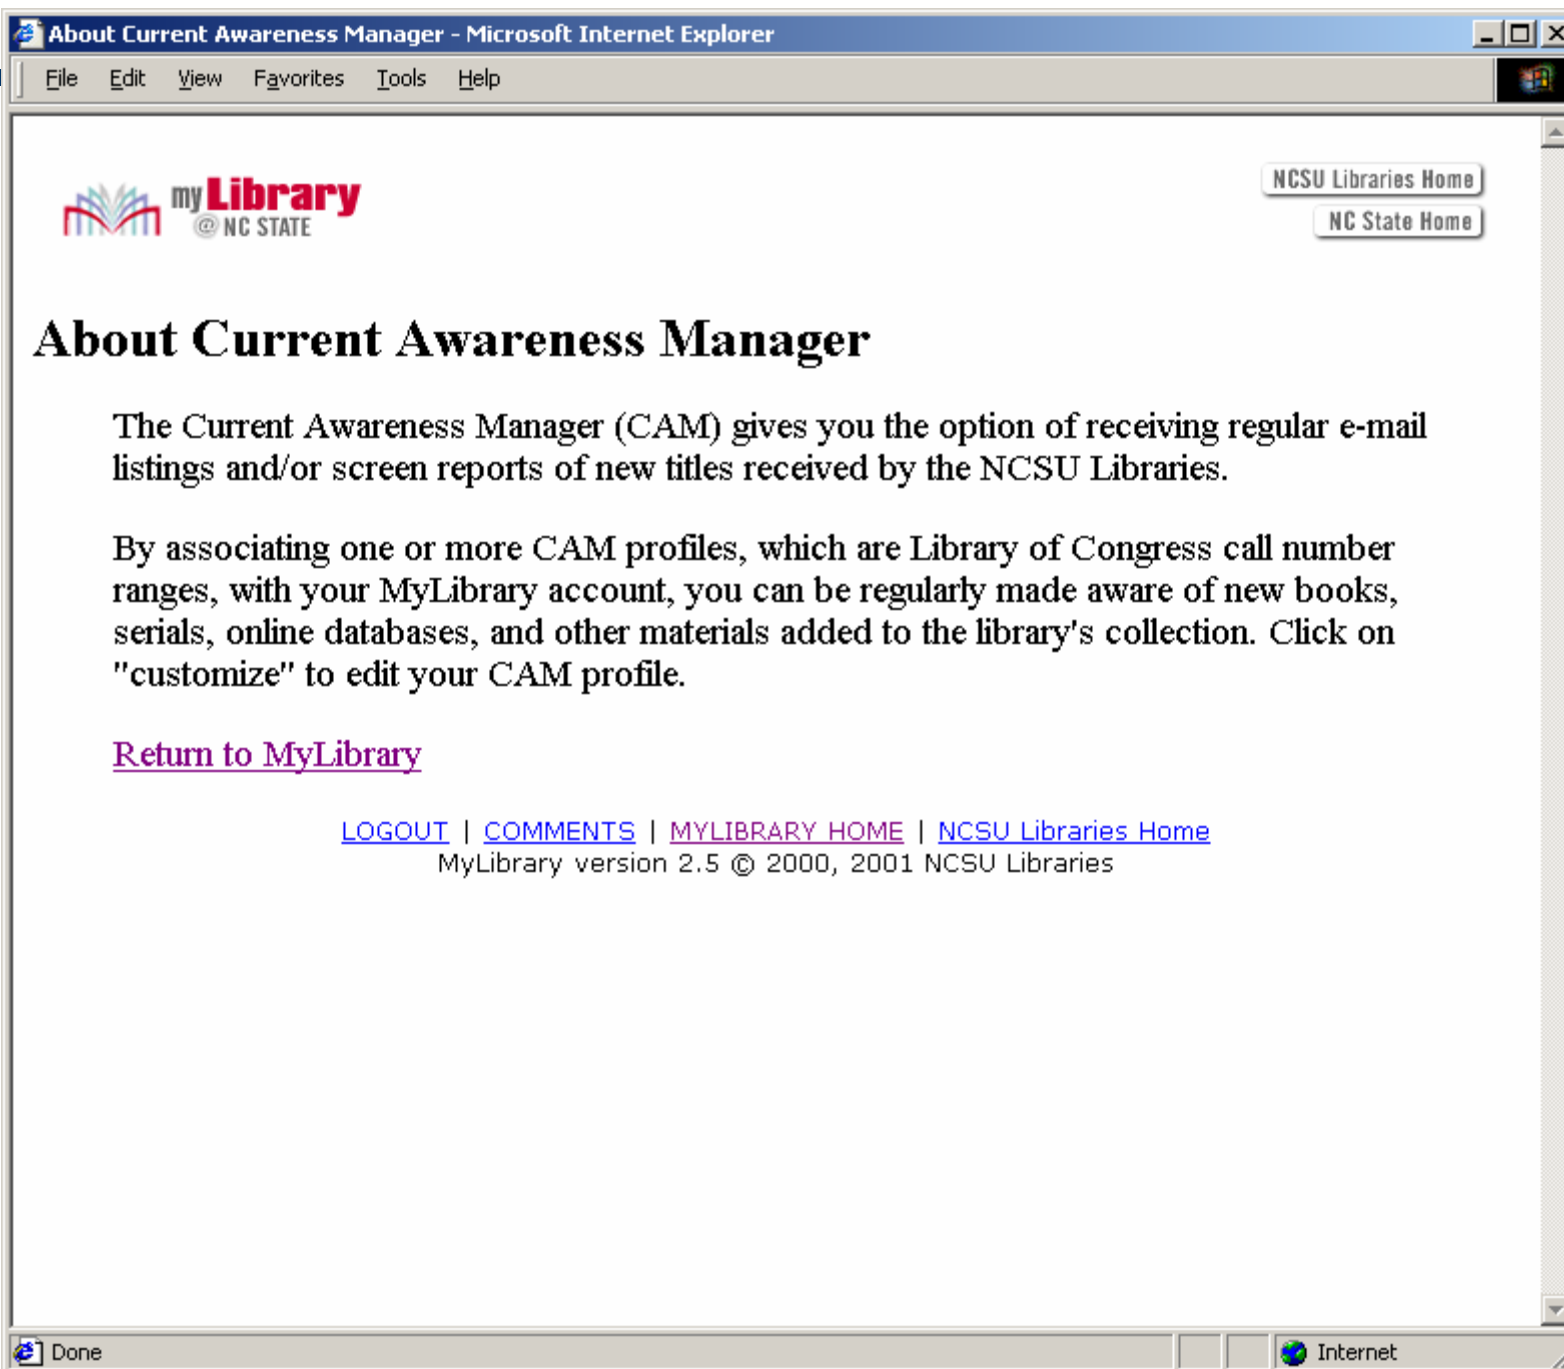 About Current Awareness Manager - Microsoft Internet Explorer
File Edit View Favorites Tools Help
my Library
@ NC STATE
NCSU Libraries Home
NC State Home
About Current Awareness Manager
The Current Awareness Manager (CAM) gives you the option of receiving regular e-mail
listings and/or screen reports of new titles received by the NCSU Libraries.
By associating one or more CAM profiles, which are Library of Congress call number
ranges, with your MyLibrary account, you can be regularly made aware of new books,
serials, online databases, and other materials added to the library's collection. Click on
"customize" to edit your CAM profile.
Return to MyLibrary
LOGOUT | COMMENTS | MYLIBRARY HOME | NCSU Libraries Home
MyLibrary version 2.5 © 2000, 2001 NCSU Libraries
Done
Internet